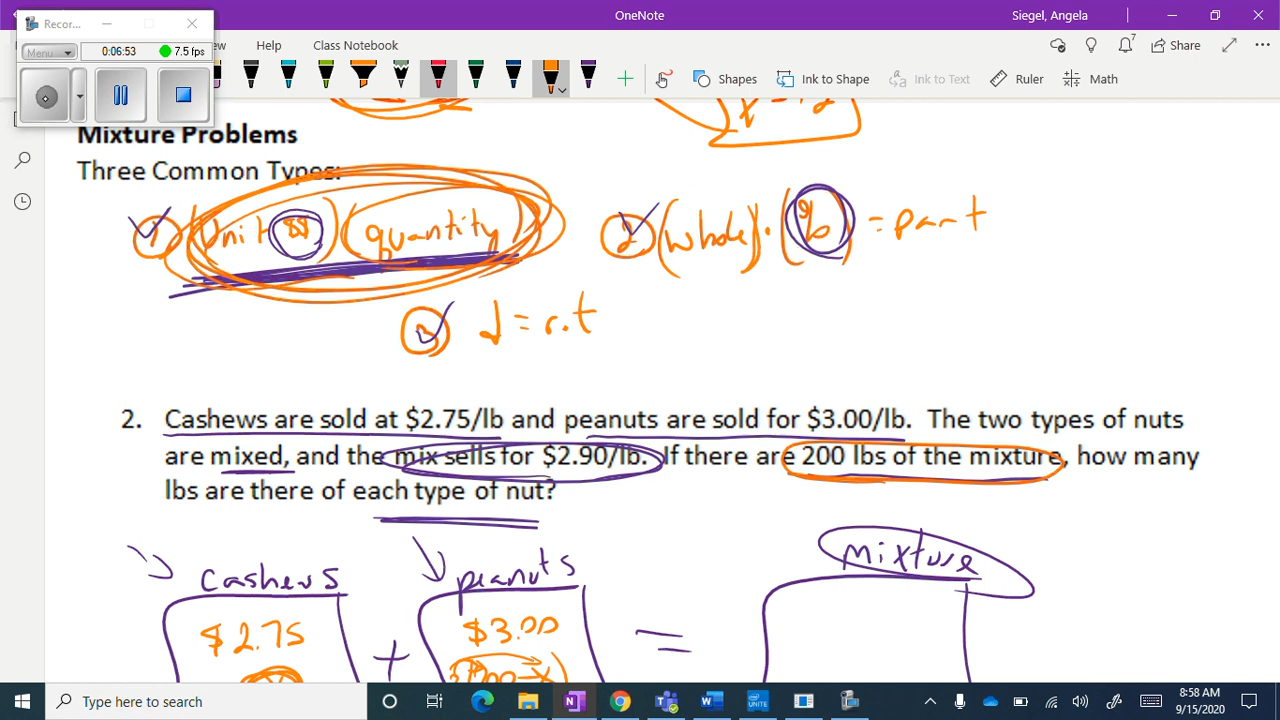 Recor...
OneNote
Siegel, Angela
Menu
00:06:53
7.5 fps
Help
Class Notebook
Share
Shapes
Ink to Shape
Ink to Text
Ruler
Math
Mixture Problems
Three Common Types:
① (Unit $) (quantity)
② (whole) · (%) = part
③ d = r.t
2. Cashews are sold at $2.75/lb and peanuts are sold for $3.00/lb. The two types of nuts
are mixed, and the mix sells for $2.90/lb. If there are 200 lbs of the mixture, how many
lbs are there of each type of nut?
cashews
peanuts
mixture
$2.75
+
$3.00
=
Type here to search
8:58 AM
9/15/2020